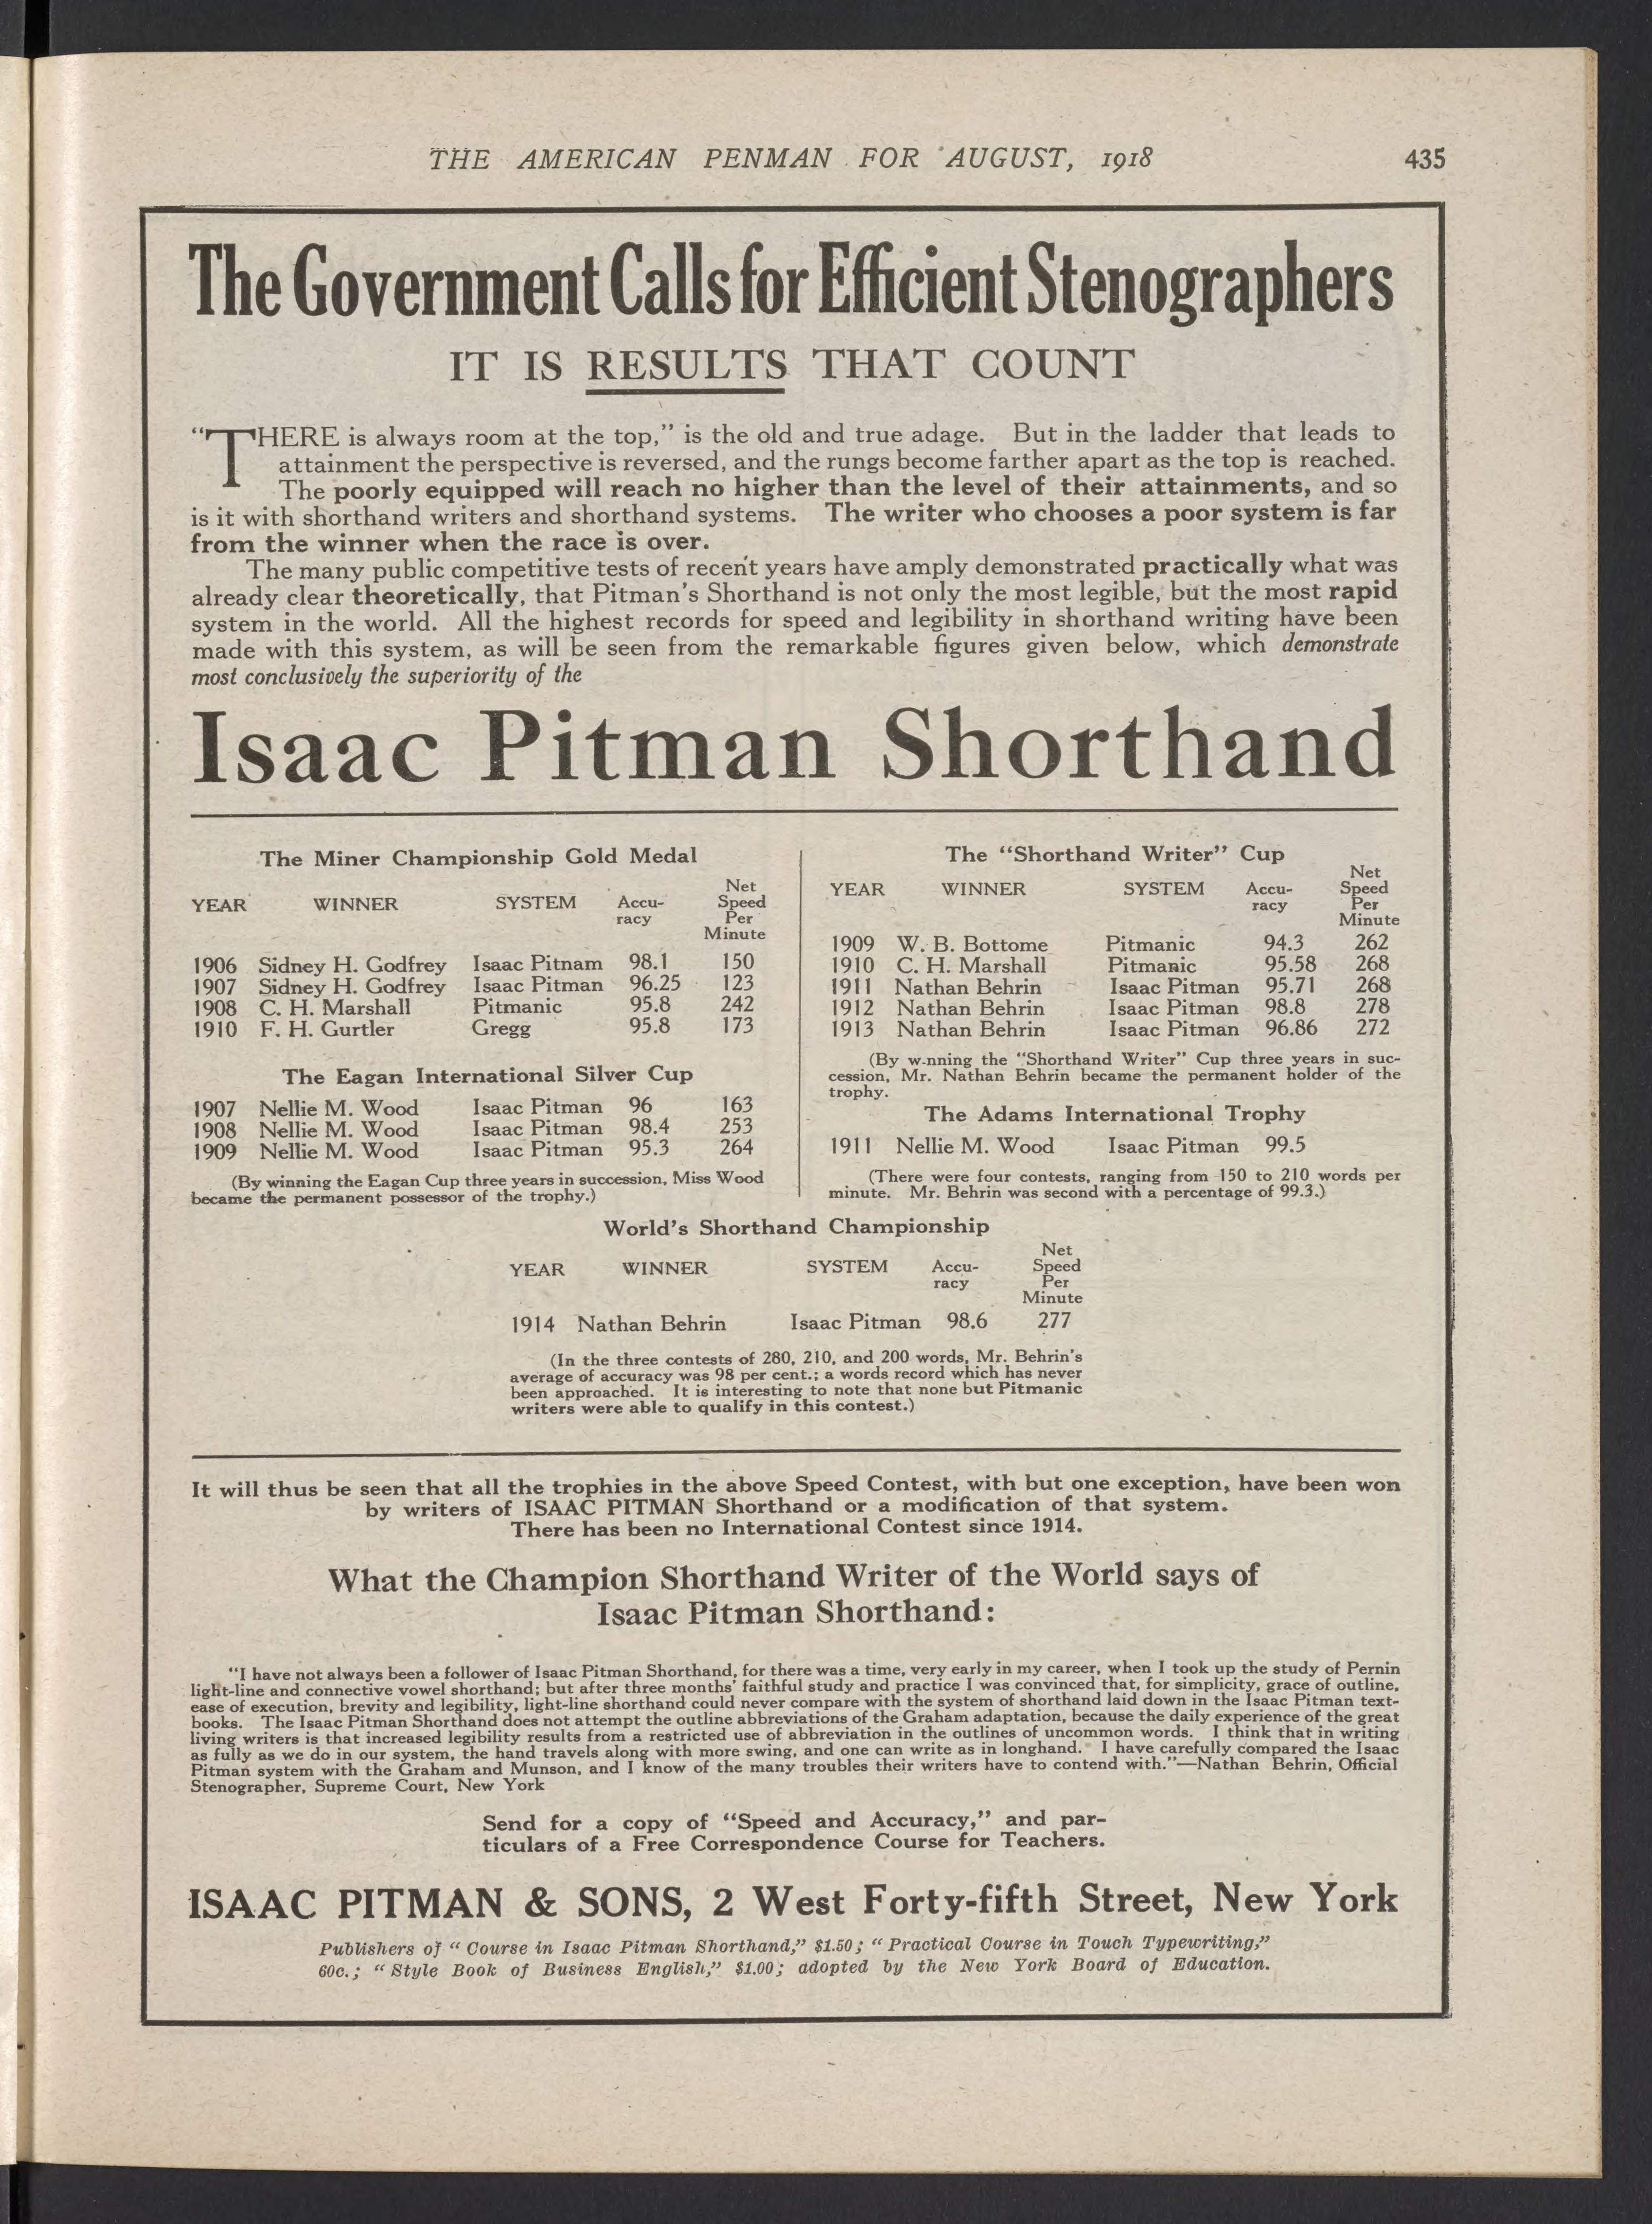 THE AMERICAN PENMAN FOR AUGUST, 1918 435
The Government Calls for Efficient Stenographers
IT IS RESULTS THAT COUNT
"THERE is always room at the top," is the old and true adage. But in the ladder that leads to
attainment the perspective is reversed, and the rungs become farther apart as the top is reached.
The poorly equipped will reach no higher than the level of their attainments, and so
is it with shorthand writers and shorthand systems. The writer who chooses a poor system is far
from the winner when the race is over.
The many public competitive tests of recent years have amply demonstrated practically what was
already clear theoretically, that Pitman's Shorthand is not only the most legible, but the most rapid
system in the world. All the highest records for speed and legibility in shorthand writing have been
made with this system, as will be seen from the remarkable figures given below, which demonstrate
most conclusively the superiority of the
Isaac Pitman Shorthand
The Miner Championship Gold Medal
YEAR WINNER SYSTEM Accu-
racy Net
Speed
Per
Minute
1906 Sidney H. Godfrey Isaac Pitnam 98.1 150
1907 Sidney H. Godfrey Isaac Pitman 96.25 123
1908 C. H. Marshall Pitmanic 95.8 242
1910 F. H. Gurtler Gregg 95.8 173
The Eagan International Silver Cup
1907 Nellie M. Wood Isaac Pitman 96 163
1908 Nellie M. Wood Isaac Pitman 98.4 253
1909 Nellie M. Wood Isaac Pitman 95.3 264
(By winning the Eagan Cup three years in succession, Miss Wood
became the permanent possessor of the trophy.)
The "Shorthand Writer" Cup
YEAR WINNER SYSTEM Accu-
racy Net
Speed
Per
Minute
1909 W. B. Bottome Pitmanic 94.3 262
1910 C. H. Marshall Pitmanic 95.58 268
1911 Nathan Behrin Isaac Pitman 95.71 268
1912 Nathan Behrin Isaac Pitman 98.8 278
1913 Nathan Behrin Isaac Pitman 96.86 272
(By w-nning the "Shorthand Writer" Cup three years in suc-
cession, Mr. Nathan Behrin became the permanent holder of the
trophy.
The Adams International Trophy
1911 Nellie M. Wood Isaac Pitman 99.5
(There were four contests, ranging from 150 to 210 words per
minute. Mr. Behrin was second with a percentage of 99.3.)
World's Shorthand Championship
YEAR WINNER SYSTEM Accu-
racy Net
Speed
Per
Minute
1914 Nathan Behrin Isaac Pitman 98.6 277
(In the three contests of 280, 210, and 200 words, Mr. Behrin's
average of accuracy was 98 per cent.; a words record which has never
been approached. It is interesting to note that none but Pitmanic
writers were able to qualify in this contest.)
It will thus be seen that all the trophies in the above Speed Contest, with but one exception, have been won
by writers of ISAAC PITMAN Shorthand or a modification of that system.
There has been no International Contest since 1914.
What the Champion Shorthand Writer of the World says of
Isaac Pitman Shorthand:
"I have not always been a follower of Isaac Pitman Shorthand, for there was a time, very early in my career, when I took up the study of Pernin
light-line and connective vowel shorthand; but after three months' faithful study and practice I was convinced that, for simplicity, grace of outline,
ease of execution, brevity and legibility, light-line shorthand could never compare with the system of shorthand laid down in the Isaac Pitman text-
books. The Isaac Pitman Shorthand does not attempt the outline abbreviations of the Graham adaptation, because the daily experience of the great
living writers is that increased legibility results from a restricted use of abbreviation in the outlines of uncommon words. I think that in writing
as fully as we do in our system, the hand travels along with more swing, and one can write as in longhand. I have carefully compared the Isaac
Pitman system with the Graham and Munson, and I know of the many troubles their writers have to contend with."—Nathan Behrin, Official
Stenographer, Supreme Court, New York
Send for a copy of "Speed and Accuracy," and par-
ticulars of a Free Correspondence Course for Teachers.
ISAAC PITMAN & SONS, 2 West Forty-fifth Street, New York
Publishers of "Course in Isaac Pitman Shorthand," $1.50; "Practical Course in Touch Typewriting,"
60c.; "Style Book of Business English," $1.00; adopted by the New York Board of Education.